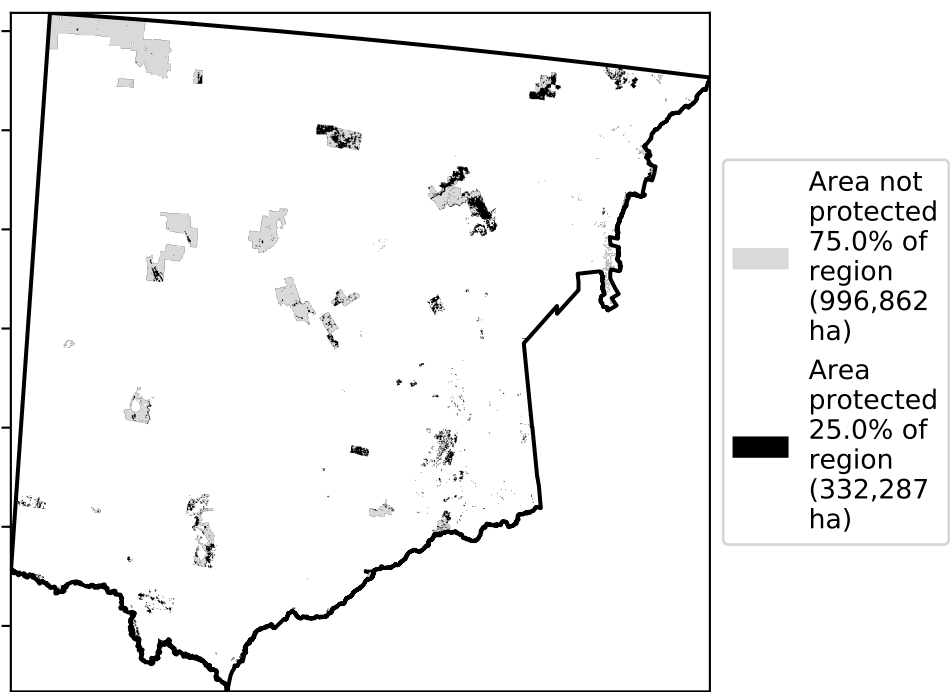 Area not
protected
75.0% of
region
(996,862
ha)
Area
protected
25.0% of
region
(332,287
ha)